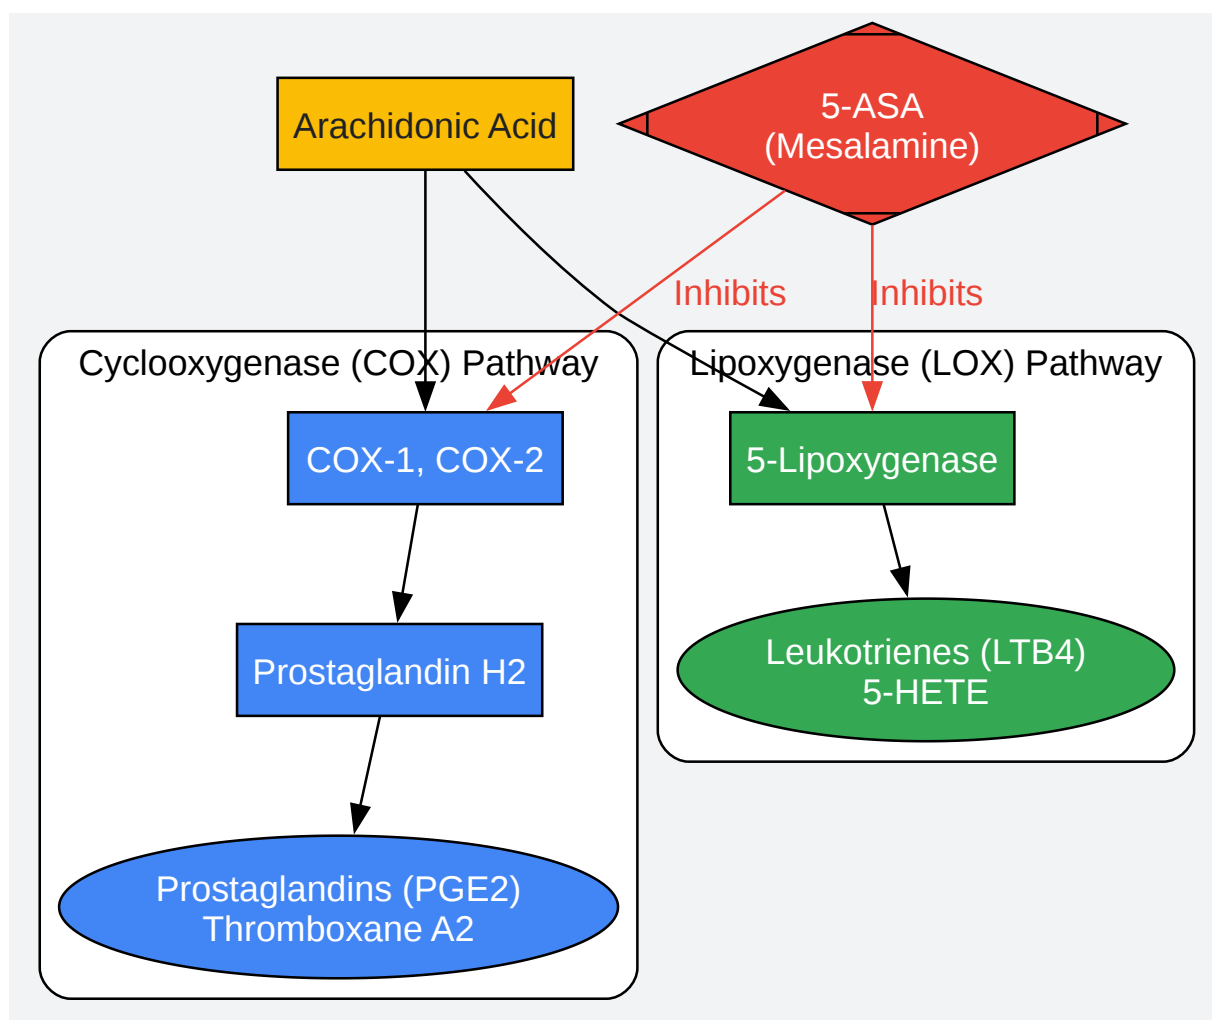 Arachidonic Acid
5-ASA
(Mesalamine)
Inhibits
Inhibits
Cyclooxygenase (COX) Pathway
Lipoxygenase (LOX) Pathway
COX-1, COX-2
5-Lipoxygenase
Prostaglandin H2
Leukotrienes (LTB4)
5-HETE
Prostaglandins (PGE2)
Thromboxane A2